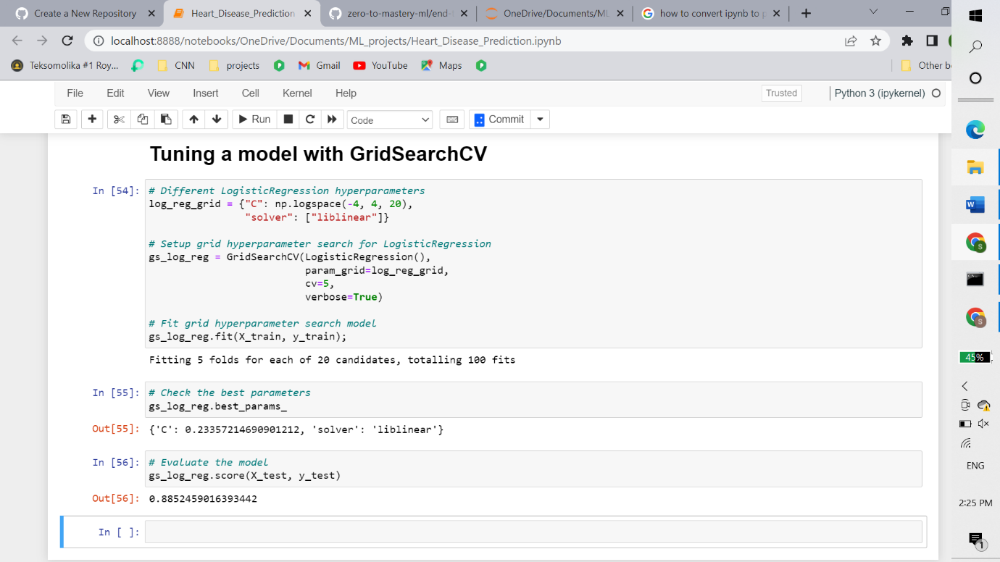 Create a New Repository
Heart_Disease_Prediction
zero-to-mastery-ml/end-t
OneDrive/Documents/ML
how to convert ipynb to p
localhost:8888/notebooks/OneDrive/Documents/ML_projects/Heart_Disease_Prediction.ipynb
Teksomolika #1 Roy...
CNN
projects
Gmail
YouTube
Maps
Other b
File Edit View Insert Cell Kernel Help
Trusted
Python 3 (ipykernel)
Run
Code
Commit
Tuning a model with GridSearchCV
In [54]:
# Different LogisticRegression hyperparameters
log_reg_grid = {"C": np.logspace(-4, 4, 20),
"solver": ["liblinear"]}
# Setup grid hyperparameter search for LogisticRegression
gs_log_reg = GridSearchCV(LogisticRegression(),
param_grid=log_reg_grid,
cv=5,
verbose=True)
# Fit grid hyperparameter search model
gs_log_reg.fit(X_train, y_train);
Fitting 5 folds for each of 20 candidates, totalling 100 fits
In [55]:
# Check the best parameters
gs_log_reg.best_params_
Out[55]: {'C': 0.23357214690901212, 'solver': 'liblinear'}
In [56]:
# Evaluate the model
gs_log_reg.score(X_test, y_test)
Out[56]: 0.8852459016393442
In [ ]:
W
S
S
45%
ENG
2:25 PM
1